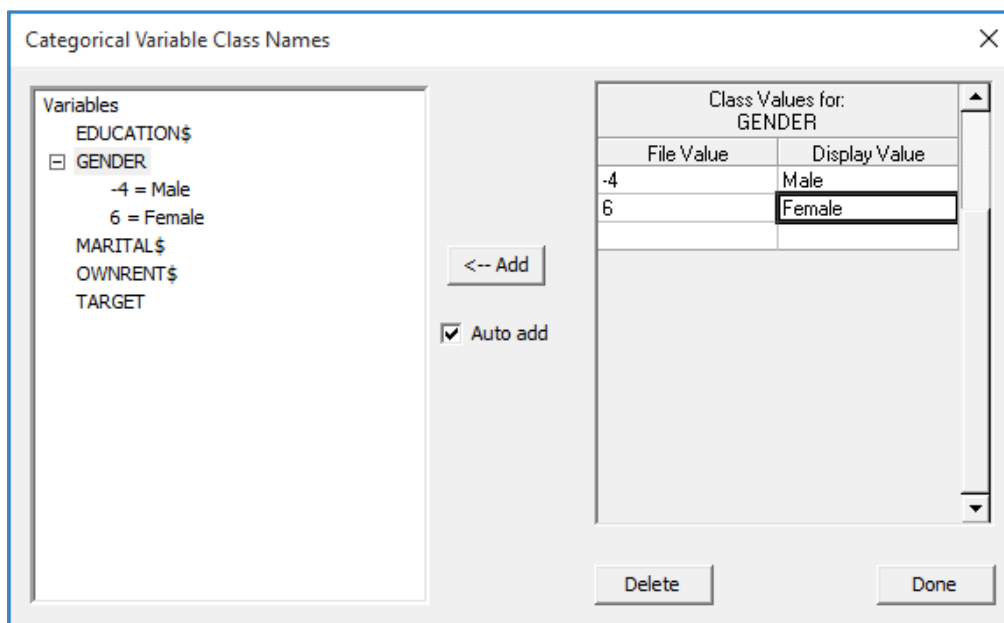 Categorical Variable Class Names
Variables
EDUCATION$
GENDER
-4 = Male
6 = Female
MARITAL$
OWNRENT$
TARGET
<-- Add
Auto add
Class Values for:
GENDER
File Value Display Value
-4 Male
6 Female
Delete Done